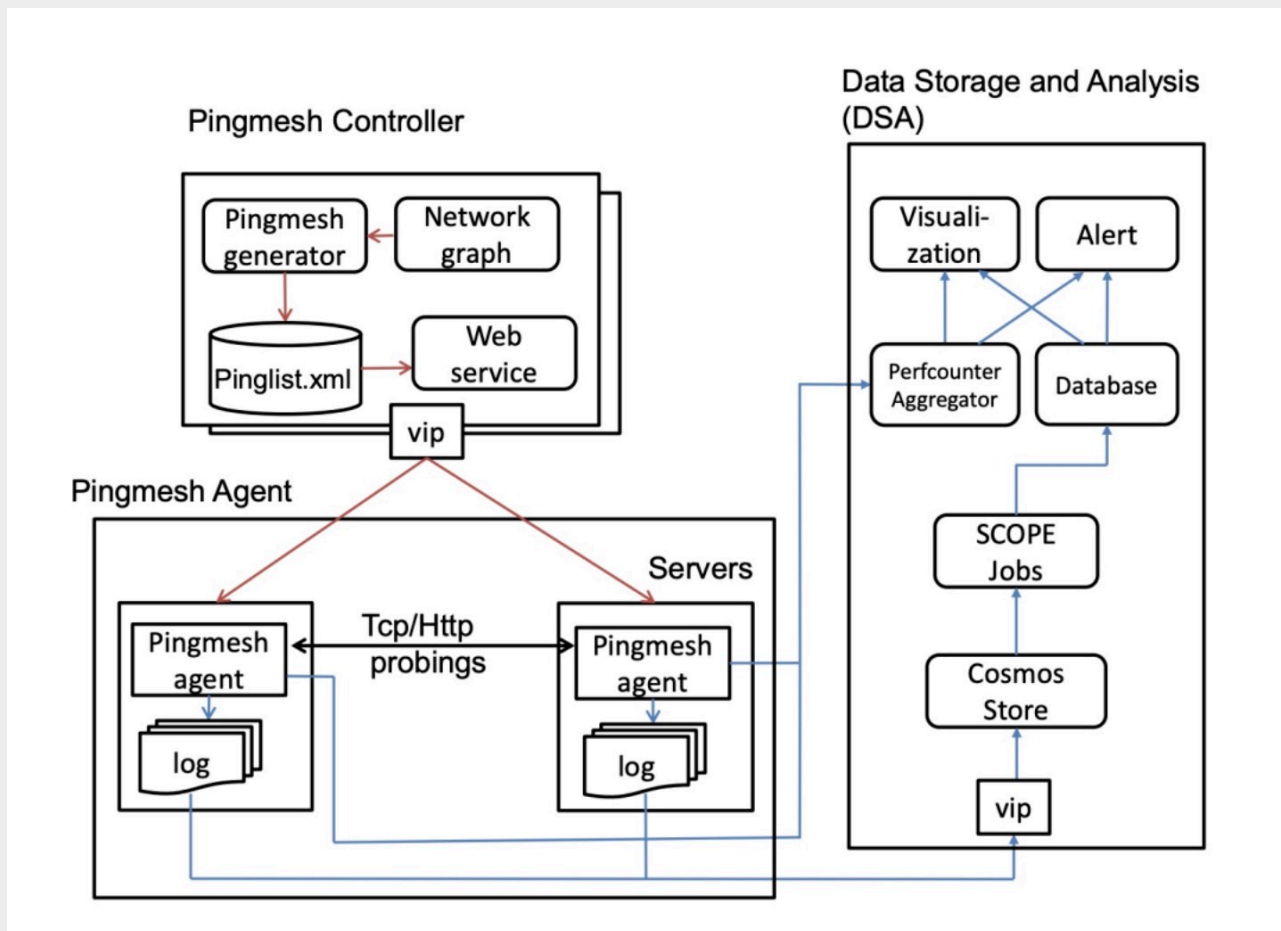 Pingmesh Controller
Pingmesh
generator
Network
graph
Pinglist.xml
Web
service
vip
Pingmesh Agent
Servers
Pingmesh
agent
log
Tcp/Http
probings
Pingmesh
agent
log
Data Storage and Analysis
(DSA)
Visuali-
zation
Alert
Perfcounter
Aggregator
Database
SCOPE
Jobs
Cosmos
Store
vip